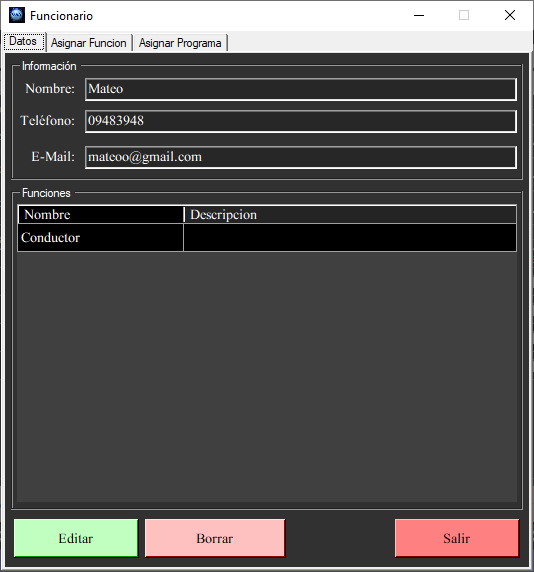 Funcionario
Datos Asignar Funcion Asignar Programa
Información
Nombre: Mateo
Teléfono: 09483948
E-Mail: mateoo@gmail.com
Funciones
Nombre Descripcion
Conductor
Editar Borrar Salir